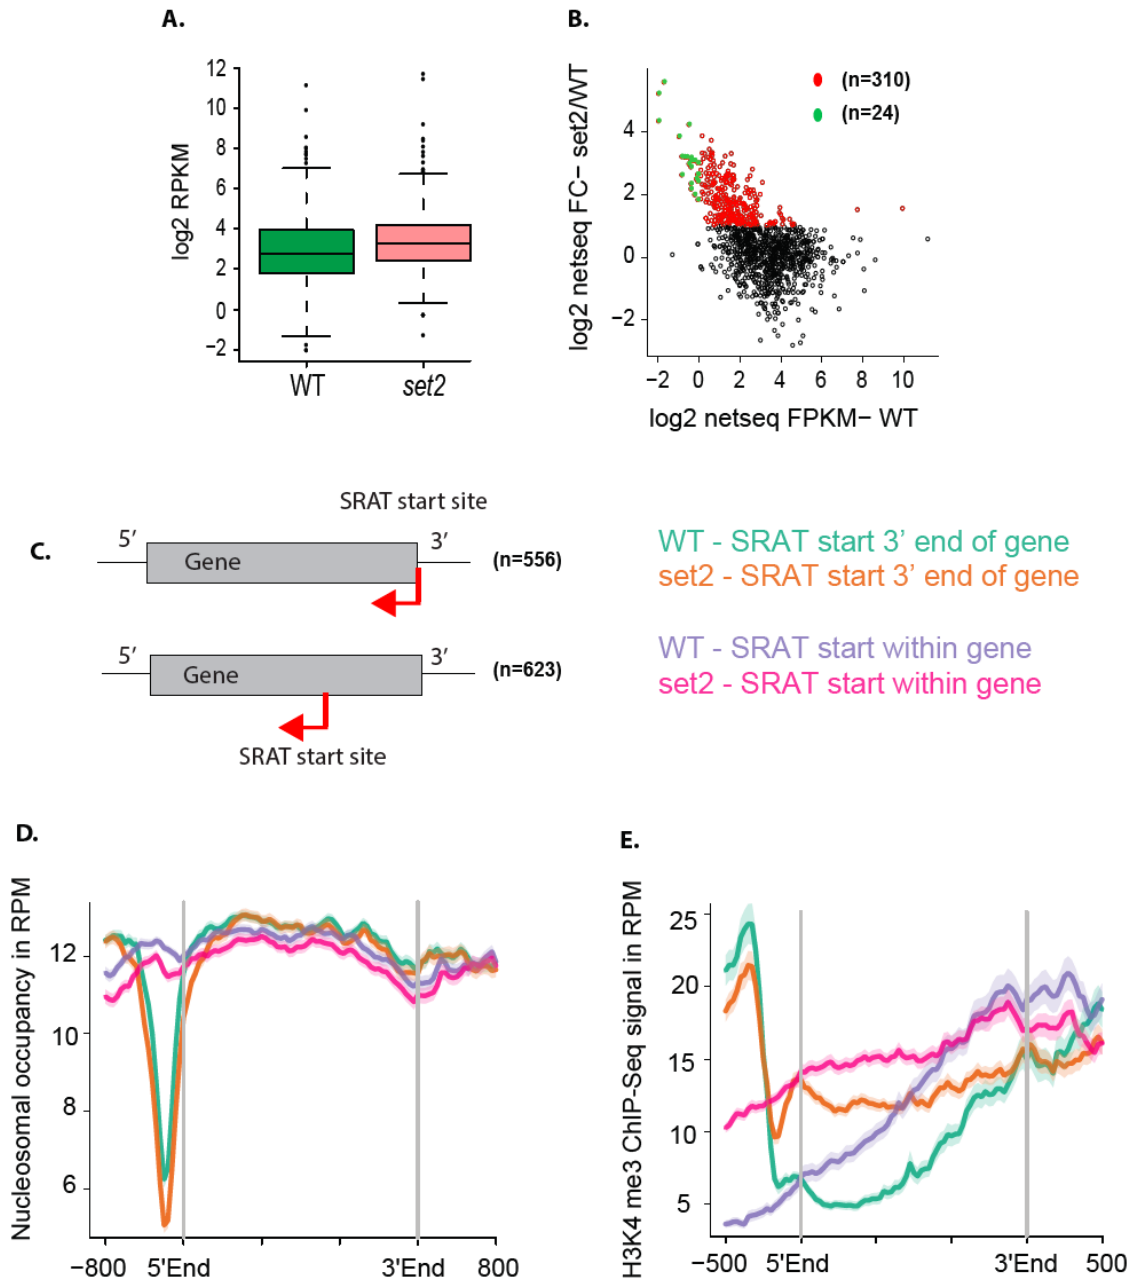 A.
log2 RPKM
12
10
8
6
4
2
0
−2
WT
set2
B.
log2 netseq FC− set2/WT
4
2
0
−2
(n=310)
(n=24)
−2 0 2 4 6 8 10
log2 netseq FPKM− WT
C.
SRAT start site
5′
3′
Gene
(n=556)
5′
3′
Gene
(n=623)
SRAT start site
WT - SRAT start 3’ end of gene
set2 - SRAT start 3’ end of gene
WT - SRAT start within gene
set2 - SRAT start within gene
D.
Nucleosomal occupancy in RPM
12
10
8
6
−800 5'End 3'End 800
E.
H3K4 me3 ChIP-Seq signal in RPM
25
20
15
10
5
−500 5'End 3'End 500